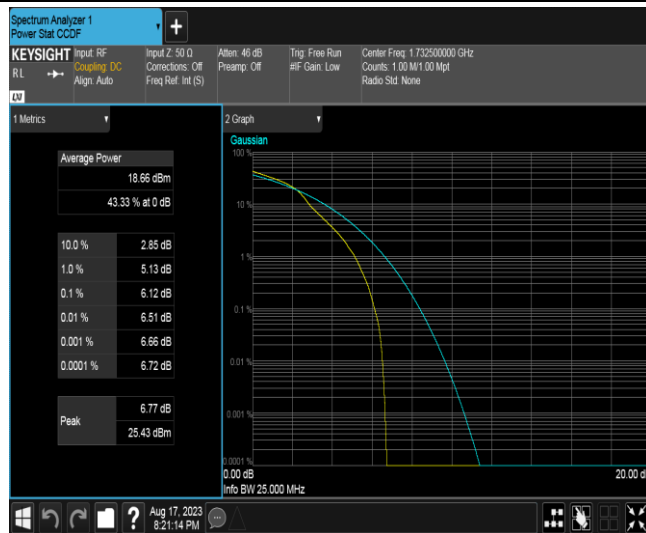 Spectrum Analyzer 1
Power Stat CCDF
+
KEYSIGHT
RL
Input: RF
Coupling: DC
Align: Auto
Input Z: 50 Ω
Corrections: Off
Freq Ref: Int (S)
Atten: 46 dB
Preamp: Off
Trig: Free Run
#IF Gain: Low
Center Freq: 1.732500000 GHz
Counts: 1.00 M/1.00 Mpt
Radio Std: None
1 Metrics
Average Power
18.66 dBm
43.33 % at 0 dB
10.0 % 2.85 dB
1.0 % 5.13 dB
0.1 % 6.12 dB
0.01 % 6.51 dB
0.001 % 6.66 dB
0.0001 % 6.72 dB
Peak
6.77 dB
25.43 dBm
2 Graph
Gaussian
100 %
10 %
1 %
0.1 %
0.01 %
0.001 %
0.0001 %
0.00 dB
20.00 d
Info BW 25.000 MHz
?
Aug 17, 2023
8:21:14 PM